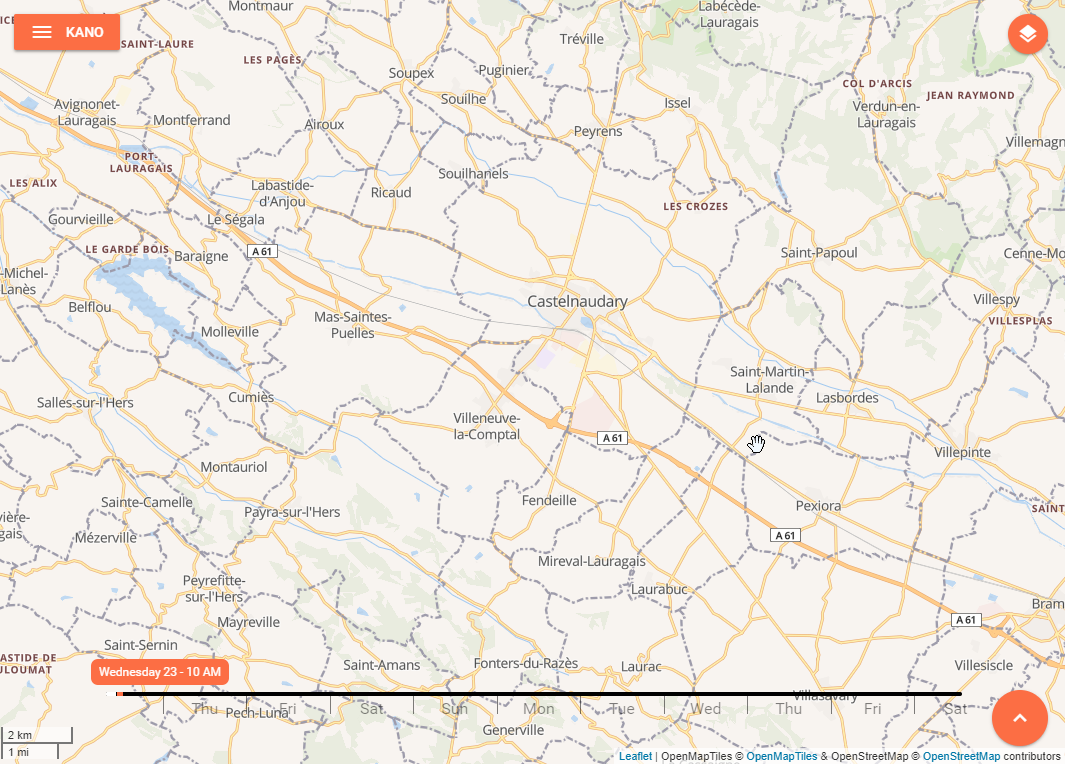 Montmaur
Labécède-
Lauragais
KANO
SAINT-LAURE
Tréville
LES PAGÈS
Soupex
Puginier
COL D'ARCIS
JEAN RAYMOND
Souilhe
Issel
Avignonet-
Lauragais
Verdun-en-
Lauragais
Montferrand
Airoux
Peyrens
Villemagn
PORT-
LAURAGAIS
Souilhanels
LES ALIX
Labastide-
d'Anjou
Ricaud
LES CROZES
Gourvieille
Le Ségala
LE GARDE BOIS
Baraigne
A 61
Saint-Papoul
Cenne-Mo
-Michel-
Lanès
Belflou
Castelnaudary
Villespy
Mas-Saintes-
Puelles
VILLESPLAS
Molleville
Saint-Martin-
Lalande
Salles-sur-l'Hers
Cumiès
Lasbordes
Villeneuve-
la-Comptal
A 61
Villepinte
Montauriol
Sainte-Camelle
Fendeille
Payra-sur-l'Hers
Pexiora
SAINT
vière-
gais
Mézerville
A 61
Mireval-Lauragais
Peyrefitte-
sur-l'Hers
Laurabuc
Bram
Mayreville
A 61
Saint-Sernin
ASTIDE DE
ULOUMAT
Saint-Amans
Fonters-du-Razès
Laurac
Villesiscle
Wednesday 23 - 10 AM
Villasavary
Thu
Fri
Sat
Sun
Mon
Tue
Wed
Thu
Fri
Sat
Pech-Luna
Generville
2 km
1 mi
Leaflet | OpenMapTiles © OpenMapTiles & OpenStreetMap © OpenStreetMap contributors